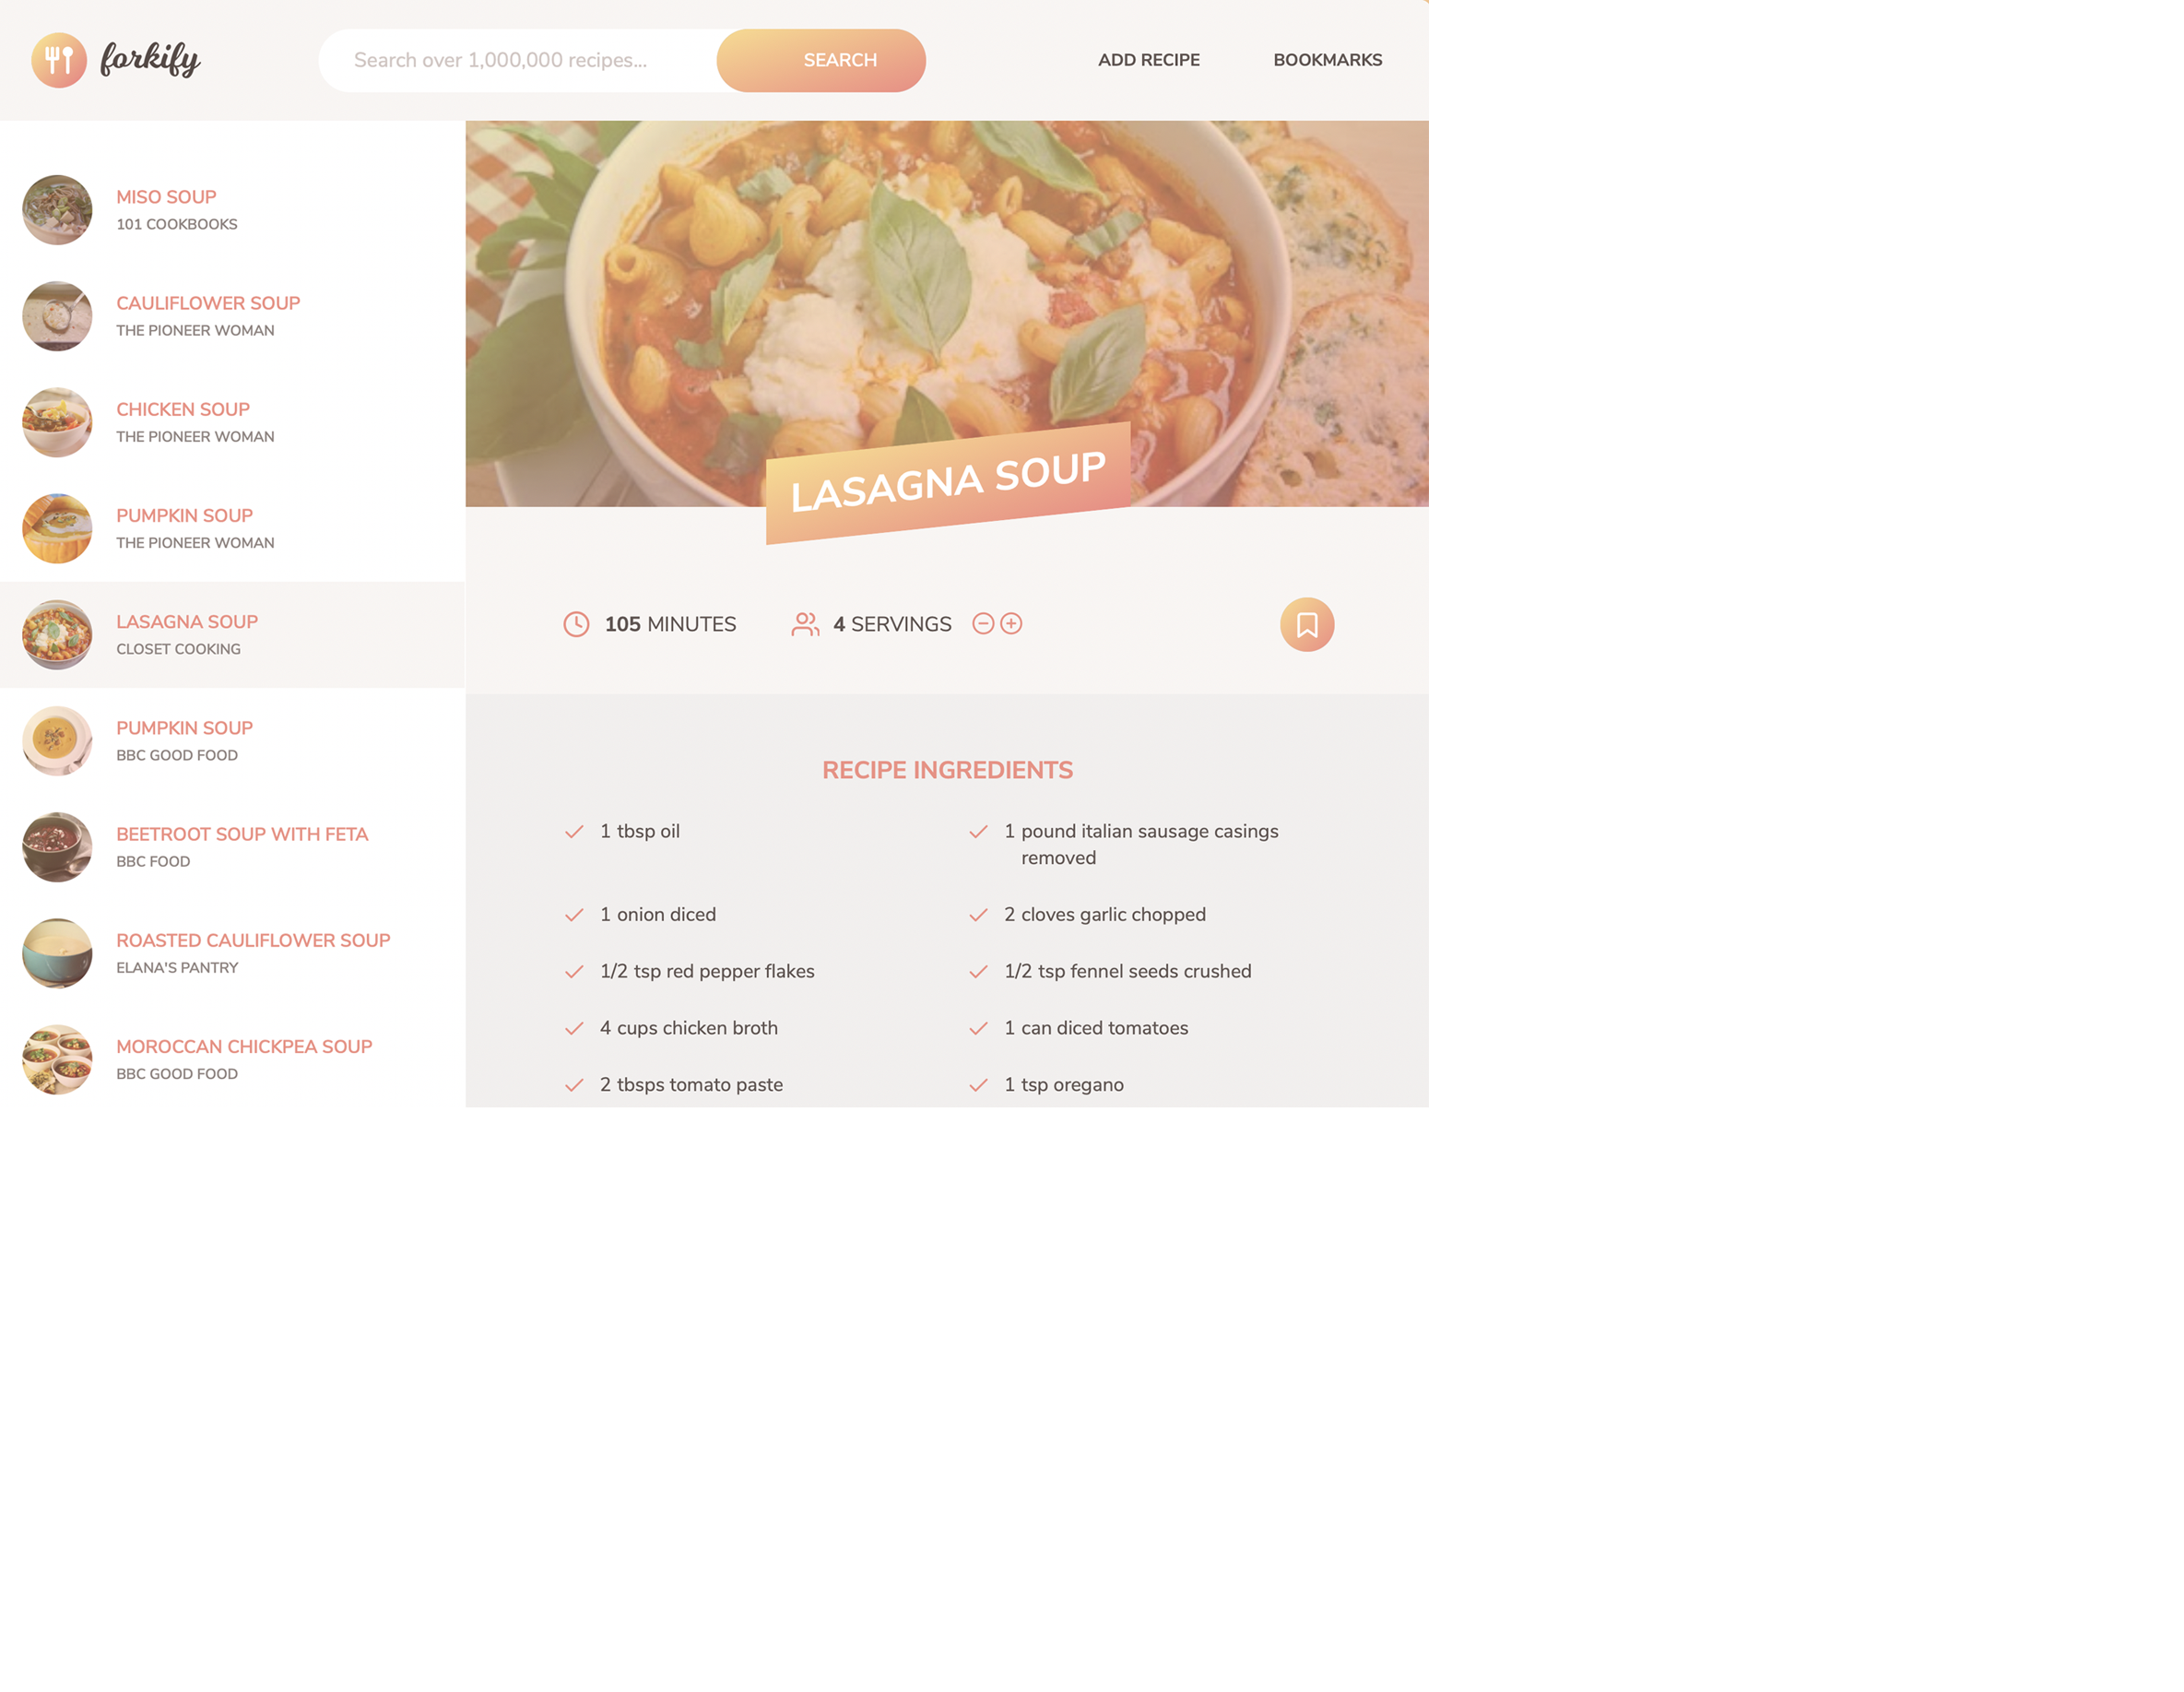 forkify
Search over 1,000,000 recipes...
SEARCH
ADD RECIPE
BOOKMARKS
MISO SOUP
101 COOKBOOKS
CAULIFLOWER SOUP
THE PIONEER WOMAN
CHICKEN SOUP
THE PIONEER WOMAN
PUMPKIN SOUP
THE PIONEER WOMAN
LASAGNA SOUP
CLOSET COOKING
PUMPKIN SOUP
BBC GOOD FOOD
BEETROOT SOUP WITH FETA
BBC FOOD
ROASTED CAULIFLOWER SOUP
ELANA'S PANTRY
MOROCCAN CHICKPEA SOUP
BBC GOOD FOOD
LASAGNA SOUP
105 MINUTES
4 SERVINGS
RECIPE INGREDIENTS
1 tbsp oil
1 pound italian sausage casings
removed
1 onion diced
2 cloves garlic chopped
1/2 tsp red pepper flakes
1/2 tsp fennel seeds crushed
4 cups chicken broth
1 can diced tomatoes
2 tbsps tomato paste
1 tsp oregano